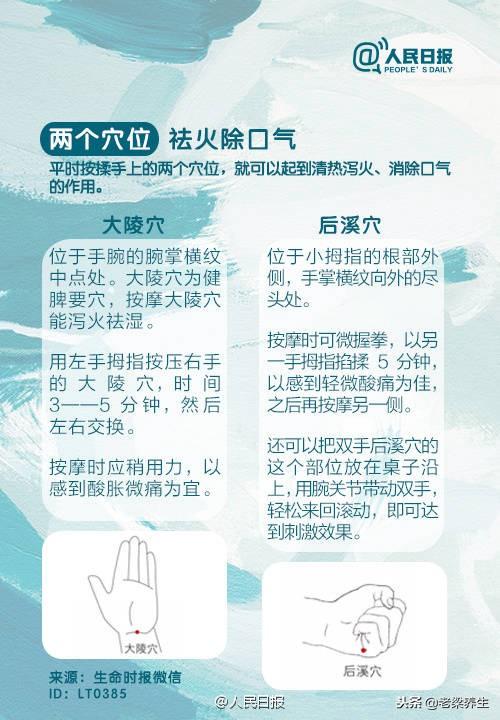 @人民日报
PEOPLE'S DAILY
两个穴位 祛火除口气
平时按揉手上的两个穴位，就可以起到清热泻火、消除口气
的作用。
大陵穴
位于手腕的腕掌横纹
中点处。大陵穴为健
脾要穴，按摩大陵穴
能泻火祛湿。
用左手拇指按压右手
的大陵穴，时间
3——5 分钟，然后
左右交换。
按摩时应稍用力，以
感到酸胀微痛为宜。
大陵穴
后溪穴
位于小拇指的根部外
侧，手掌横纹向外的尽
头处。
按摩时可微握拳，以另
一手拇指掐揉 5 分钟，
以感到轻微酸痛为佳，
之后再按摩另一侧。
还可以把双手后溪穴的
这个部位放在桌子沿
上，用腕关节带动双手，
轻松来回滚动，即可达
到刺激效果。
后溪穴
来源：生命时报微信
ID：LT0385
@人民日报
头条 @老梁养生